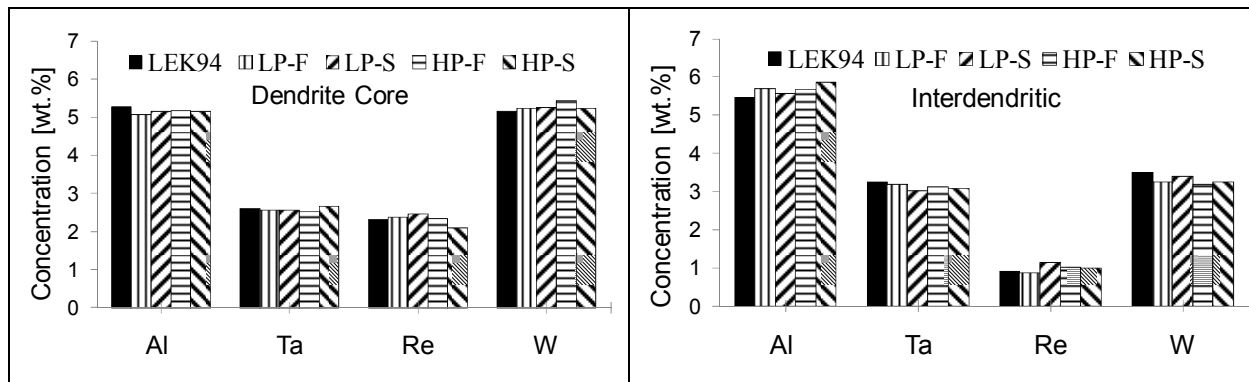 7
6
5
4
3
2
1
0
Concentration [wt.%]
LEK94 LP-F LP-S HP-F HP-S
Dendrite Core
Al Ta Re W
7
6
5
4
3
2
1
0
Concentration [wt.%]
LEK94 LP-F LP-S HP-F HP-S
Interdendritic
Al Ta Re W